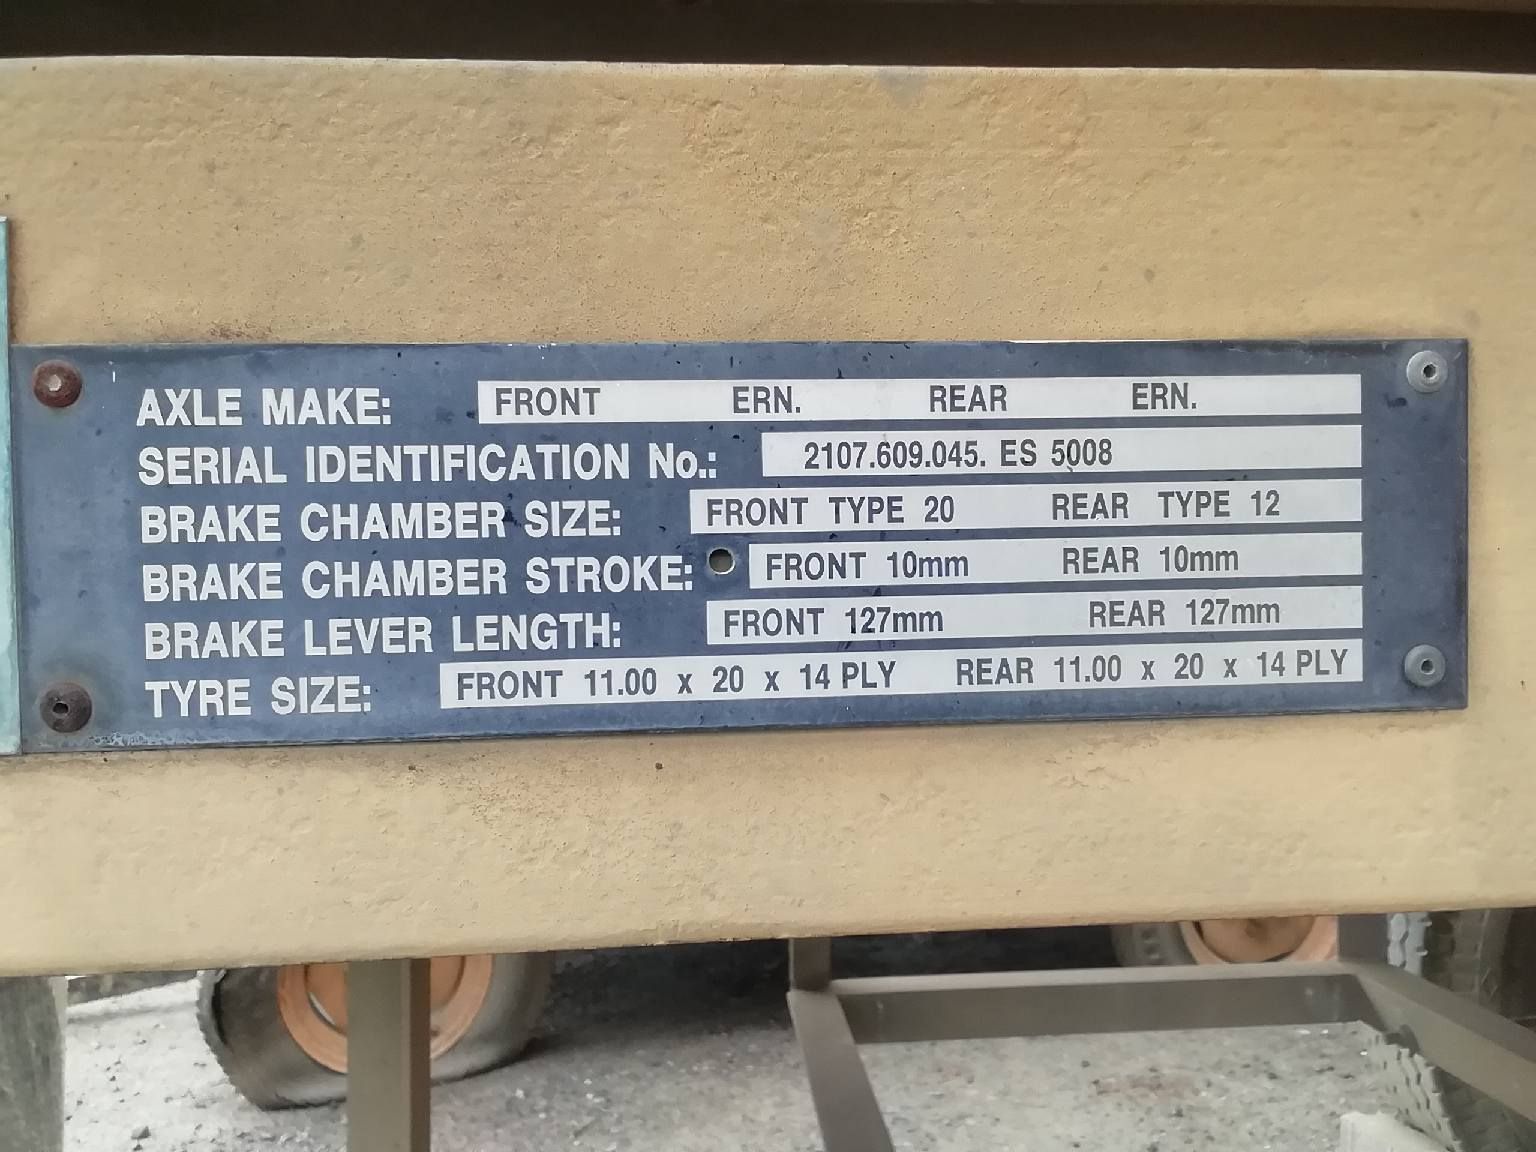 AXLE MAKE: FRONT ERN. REAR ERN.
SERIAL IDENTIFICATION No.: 2107.609.045. ES 5008
BRAKE CHAMBER SIZE: FRONT TYPE 20 REAR TYPE 12
BRAKE CHAMBER STROKE: FRONT 10mm REAR 10mm
BRAKE LEVER LENGTH: FRONT 127mm REAR 127mm
TYRE SIZE: FRONT 11.00 x 20 x 14 PLY REAR 11.00 x 20 x 14 PLY